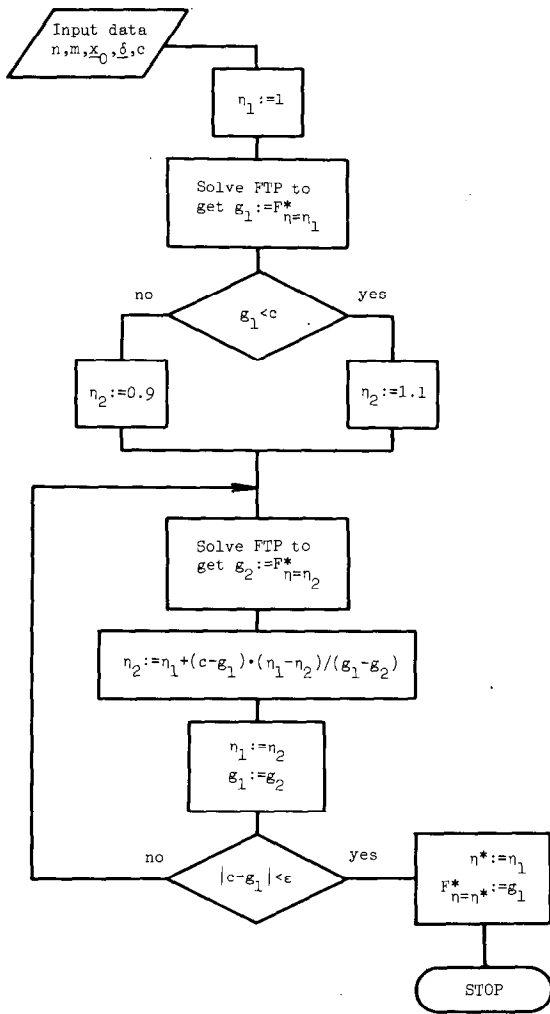 Input data
n,m,x̲₀,δ̲,c
η₁:=1
Solve FTP to
get g₁:=F*η=η₁
no
yes
g₁<c
η₂:=0.9
η₂:=1.1
Solve FTP to
get g₂:=F*η=η₂
η₂:=η₁+(c-g₁)•(η₁-η₂)/(g₁-g₂)
η₁:=η₂
g₁:=g₂
no
yes
|c-g₁|<ε
η*:=η₁
F*η=η*:=g₁
STOP